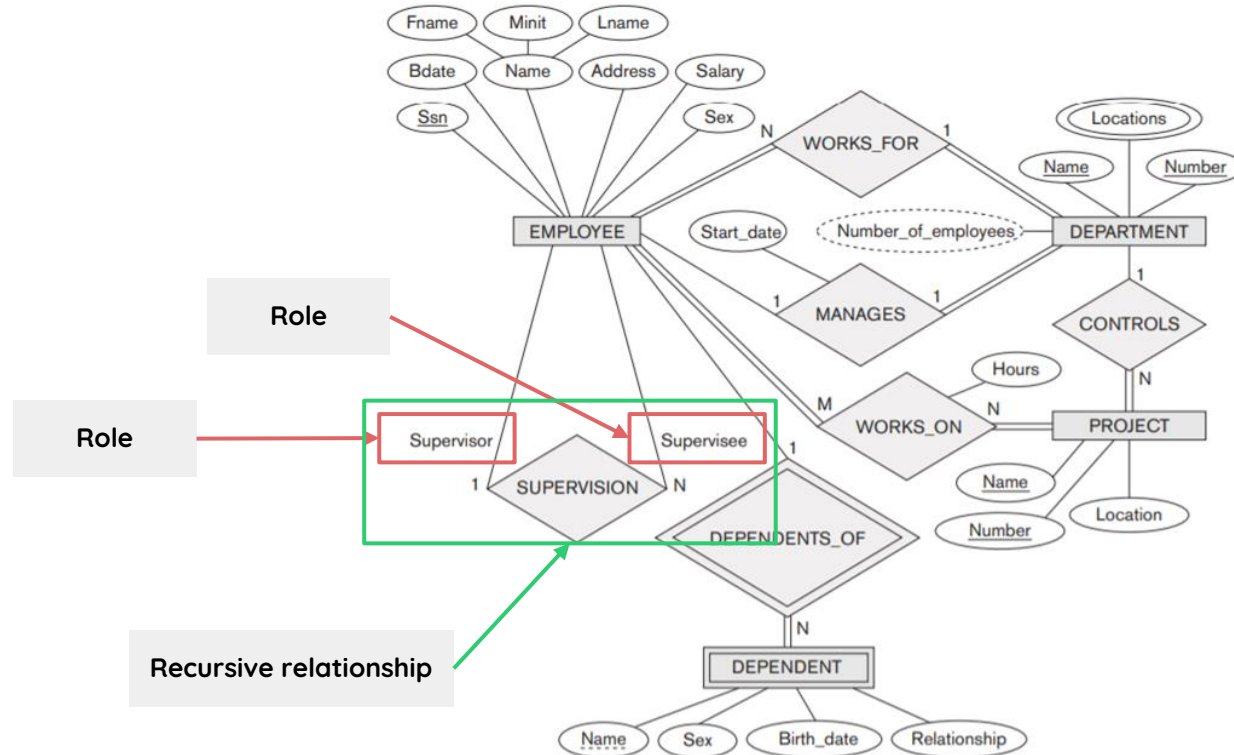 Fname
Minit
Lname
Bdate
Name
Address
Salary
Ssn
Sex
N
WORKS_FOR
1
Locations
Name
Number
EMPLOYEE
Start_date
Number_of_employees
DEPARTMENT
1
MANAGES
1
1
CONTROLS
N
Role
Role
Supervisor
Supervisee
1
SUPERVISION
N
M
WORKS_ON
Hours
N
PROJECT
Name
Number
Location
1
DEPENDENTS_OF
N
Recursive relationship
DEPENDENT
Name
Sex
Birth_date
Relationship